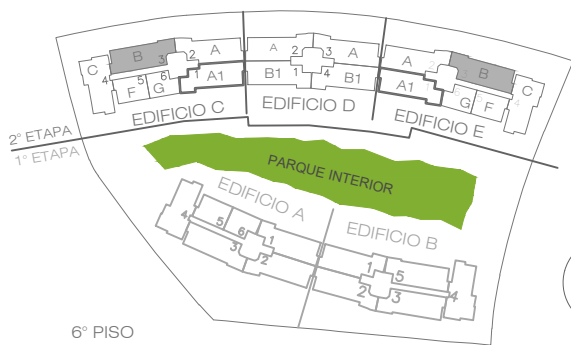 C B 3 2 A
4 5 6 1 A1
F G
EDIFICIO C
A 2 3 A
B1 1 4 B1
EDIFICIO D
A 2 B C
A1 G F 4
EDIFICIO E
2° ETAPA
1° ETAPA
PARQUE INTERIOR
EDIFICIO A
4 5 6 1
3 2
EDIFICIO B
1 5
2 3 4
6° PISO